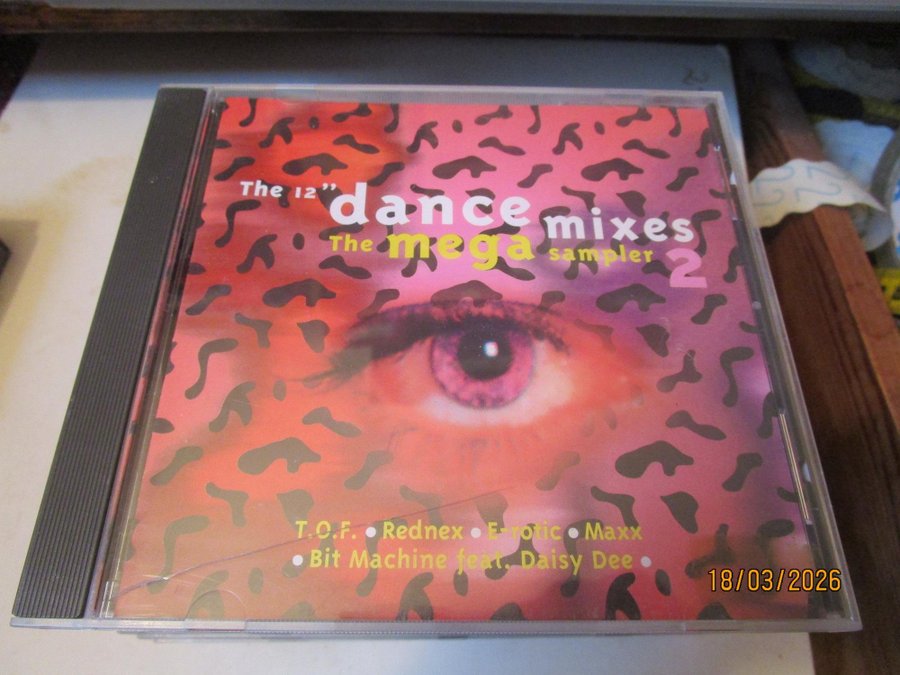 The 12" dance mixes
The mega sampler 2
T.O.F. • Rednex • E-rotic • Maxx
• Bit Machine feat. Daisy Dee •
18/03/2026